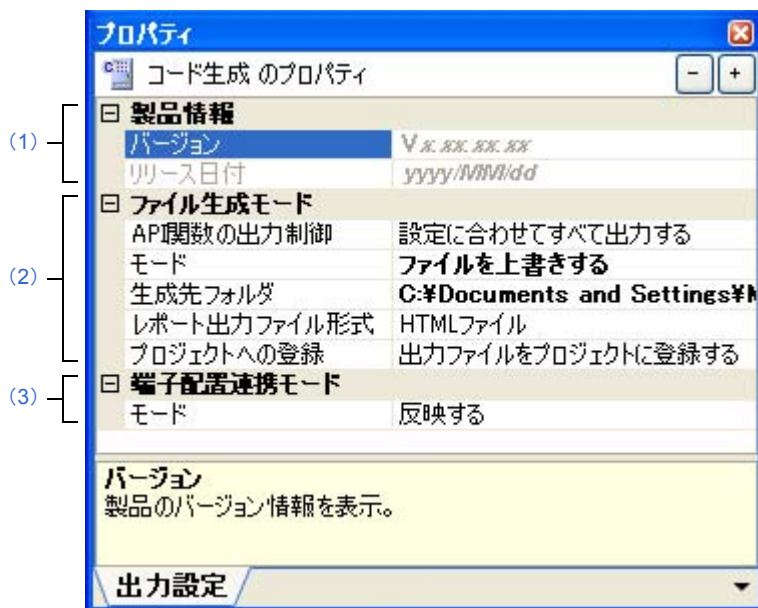 プロパティ
コード生成 のプロパティ
- +
(1)
製品情報
バージョン Vx.xx.xx.xx
リリース日付 yyyy/MM/dd
(2)
ファイル生成モード
API関数の出力制御 設定に合わせてすべて出力する
モード ファイルを上書きする
生成先フォルダ C:¥Documents and Settings¥
レポート出力ファイル形式 HTMLファイル
プロジェクトへの登録 出力ファイルをプロジェクトに登録する
(3)
端子配置連携モード
モード 反映する
バージョン
製品のバージョン情報を表示。
出力設定